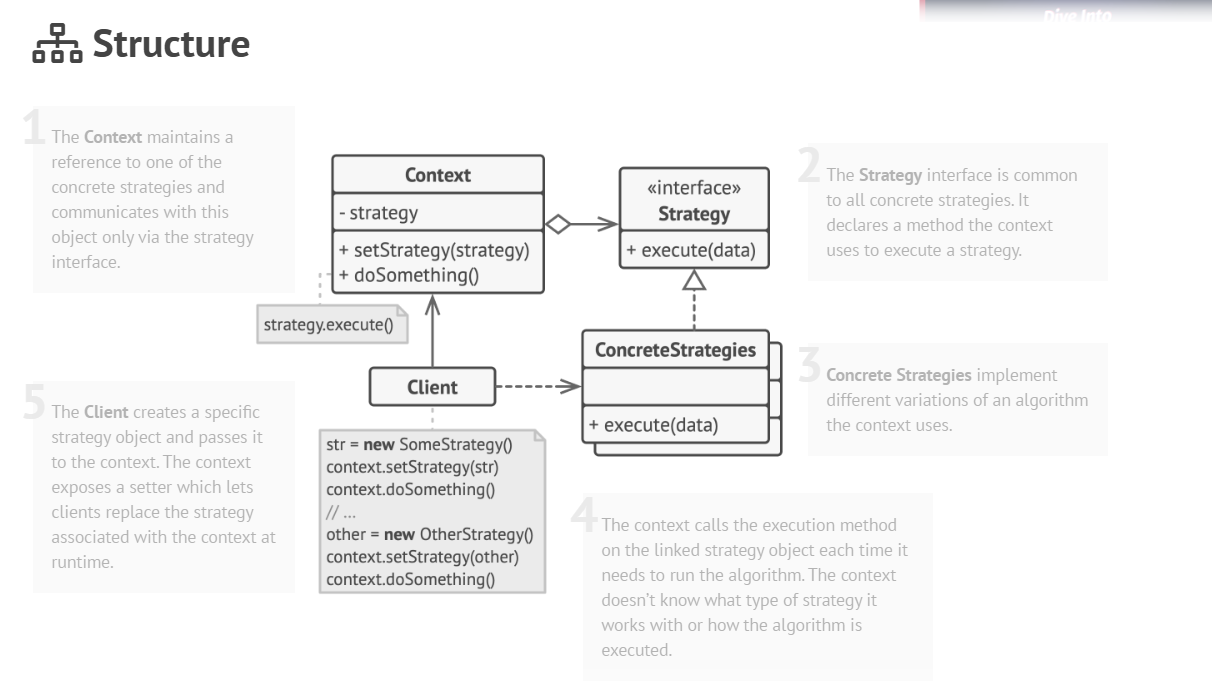 Dive Into
Structure
1
The Context maintains a
reference to one of the
concrete strategies and
communicates with this
object only via the strategy
interface.
Context
- strategy
+ setStrategy(strategy)
+ doSomething()
«interface»
Strategy
+ execute(data)
2
The Strategy interface is common
to all concrete strategies. It
declares a method the context
uses to execute a strategy.
strategy.execute()
Client
ConcreteStrategies
+ execute(data)
3
Concrete Strategies implement
different variations of an algorithm
the context uses.
5
The Client creates a specific
strategy object and passes it
to the context. The context
exposes a setter which lets
clients replace the strategy
associated with the context at
runtime.
str = new SomeStrategy()
context.setStrategy(str)
context.doSomething()
// ...
other = new OtherStrategy()
context.setStrategy(other)
context.doSomething()
4
The context calls the execution method
on the linked strategy object each time it
needs to run the algorithm. The context
doesn’t know what type of strategy it
works with or how the algorithm is
executed.